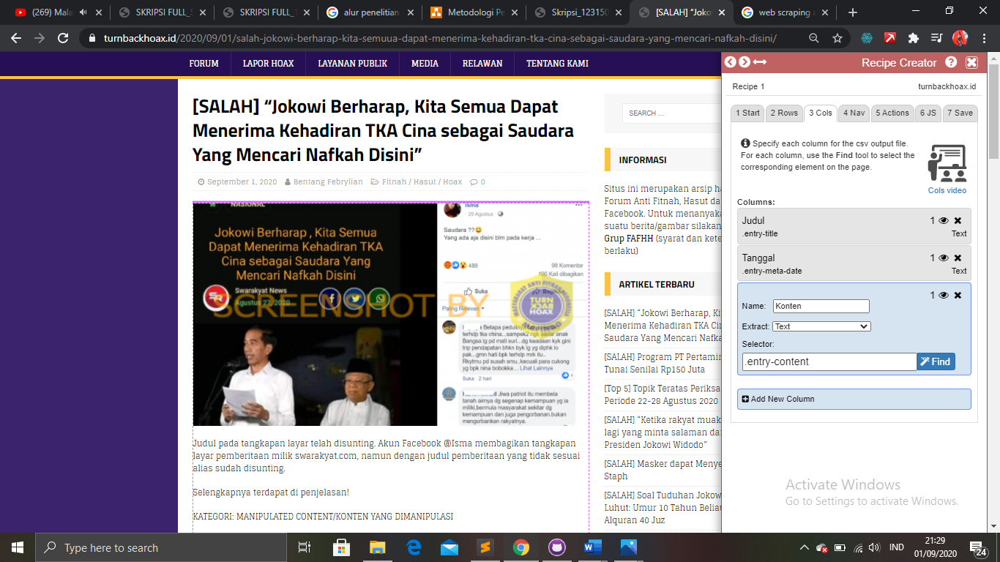 (269) Mala
SKRIPSI FULL_S
SKRIPSI FULL_T
alur penelitian
Metodologi Pe
Skripsi_123150
[SALAH] “Joko
web scraping a
turnbackhoax.id/2020/09/01/salah-jokowi-berharap-kita-semuua-dapat-menerima-kehadiran-tka-cina-sebagai-saudara-yang-mencari-nafkah-disini/
FORUM
LAPOR HOAX
LAYANAN PUBLIK
MEDIA
RELAWAN
TENTANG KAMI
[SALAH] “Jokowi Berharap, Kita Semua Dapat
Menerima Kehadiran TKA Cina sebagai Saudara
Yang Mencari Nafkah Disini”
September 1, 2020
Bentang Febrylian
Fitnah / Hasut / Hoax
0
NASIONAL
Jokowi Berharap , Kita Semua
Dapat Menerima Kehadiran TKA
Cina sebagai Saudara Yang
Mencari Nafkah Disini
SR
Swarakyat News
Agustus 27, 2020
SCREENSHOT BY
MASYARAKAT ANTI FITNAH INDONESIA
TURN
BACK
HOAX
Isma
29 Agustus
Saudara ??
Yang ada aja disini blm pada kerja ...
488
98 Komentar
166 Kali dibagikan
Suka
Bagikan
Paling Relevan
Betapa pedulinya
terhdp tka china...sampek2 ngk sadar anak
Bangsa lg pd mati suri...dg keadaan kyk gini
tnp pendapatan bhkn byk lg yg diphk lo
pak...gmn hati bpk terhdp mrk itu..
Rkytmu pd susah smu..kecuali para cukong
yg bpk nina bobokka... Lihat Lainnya
Suka · 2 hari
4
Jiwa patriot itu membela
tanah airnya dg segenap kemampuan yg ia
miliki,bermula masyarakat sekitar dg
kemampuan dan juga pengorbanan.bukan
mengorbankan rakyatnya.
Judul pada tangkapan layar telah disunting. Akun Facebook @Isma membagikan tangkapan
layar pemberitaan milik swarakyat.com, namun dengan judul pemberitaan yang tidak sesuai
alias sudah disunting.
Selengkapnya terdapat di penjelasan!
KATEGORI: MANIPULATED CONTENT/KONTEN YANG DIMANIPULASI
SEARCH ...
INFORMASI
Situs ini merupakan arsip ha
Forum Anti Fitnah, Hasut da
Facebook. Untuk menanyaka
suatu berita/gambar silakan
Grup FAFHH (syarat dan kete
berlaku)
ARTIKEL TERBARU
[SALAH] “Jokowi Berharap, Ki
Menerima Kehadiran TKA Cin
Saudara Yang Mencari Nafka
[SALAH] Program PT Pertamin
Tunai Senilai Rp150 Juta
[Top 5] Topik Teratas Periksa
Periode 22-28 Agustus 2020
[SALAH] “Ketika rakyat muak
lagi yang minta salaman da
Presiden Jokowi Widodo”
[SALAH] Masker dapat Menye
Staph
[SALAH] Soal Tuduhan Jokow
Luhut: Umur 10 Tahun Beliau
Alquran 40 Juz
Recipe Creator
Recipe 1
turnbackhoax.id
1 Start
2 Rows
3 Cols
4 Nav
5 Actions
6 JS
7 Save
Specify each column for the csv output file.
For each column, use the Find tool to select the
corresponding element on the page.
Cols video
Columns:
Judul
1
.entry-title
Text
Tanggal
1
.entry-meta-date
Text
1
Name: Konten
Extract: Text
Selector:
.entry-content
Find
Add New Column
Activate Windows
Go to Settings to activate Windows.
Type here to search
IND
21:29
01/09/2020
24